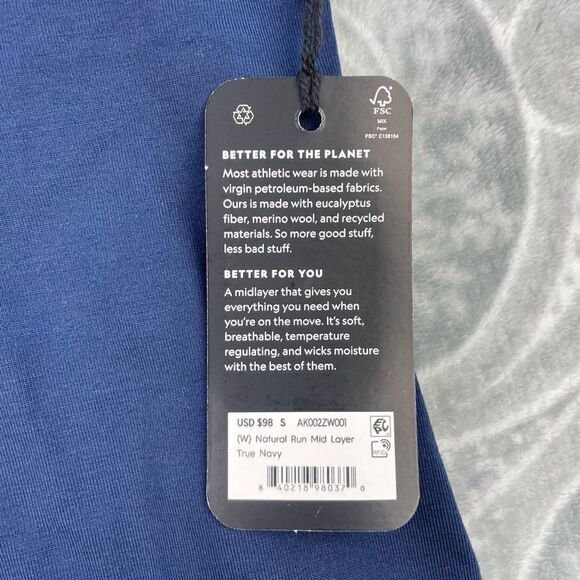 FSC
MIX
Paper
FSC® C135154
BETTER FOR THE PLANET
Most athletic wear is made with
virgin petroleum-based fabrics.
Ours is made with eucalyptus
fiber, merino wool, and recycled
materials. So more good stuff,
less bad stuff.
BETTER FOR YOU
A midlayer that gives you
everything you need when
you're on the move. It's soft,
breathable, temperature
regulating, and wicks moisture
with the best of them.
USD $98 S AK002ZW001
(W) Natural Run Mid Layer
True Navy
EPC
RFID
8 40218 98037 0